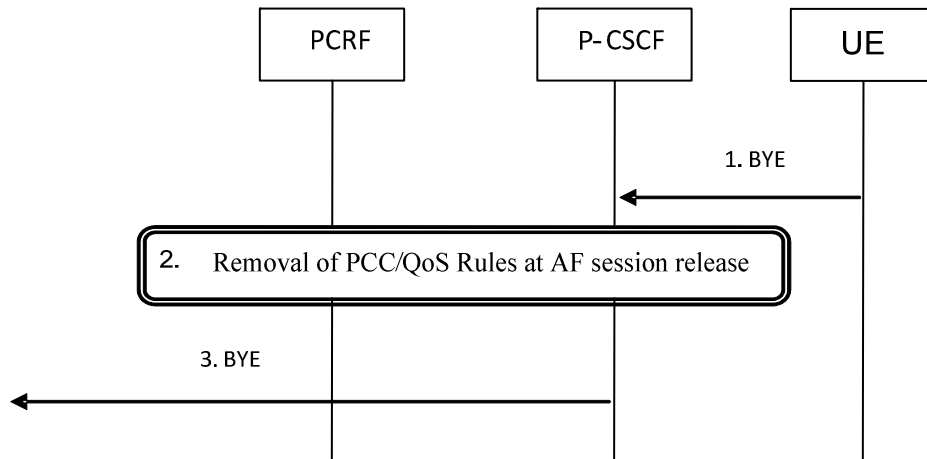 PCRF
P-CSCF
UE
1. BYE
2. Removal of PCC/QoS Rules at AF session release
3. BYE